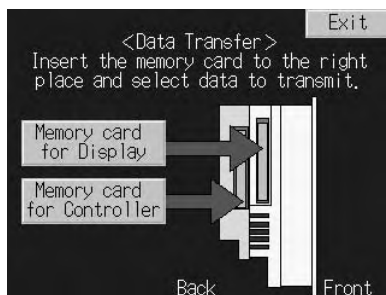 Exit
<Data Transfer>
Insert the memory card to the right
place and select data to transmit.
Memory card
for Display
Memory card
for Controller
Back
Front